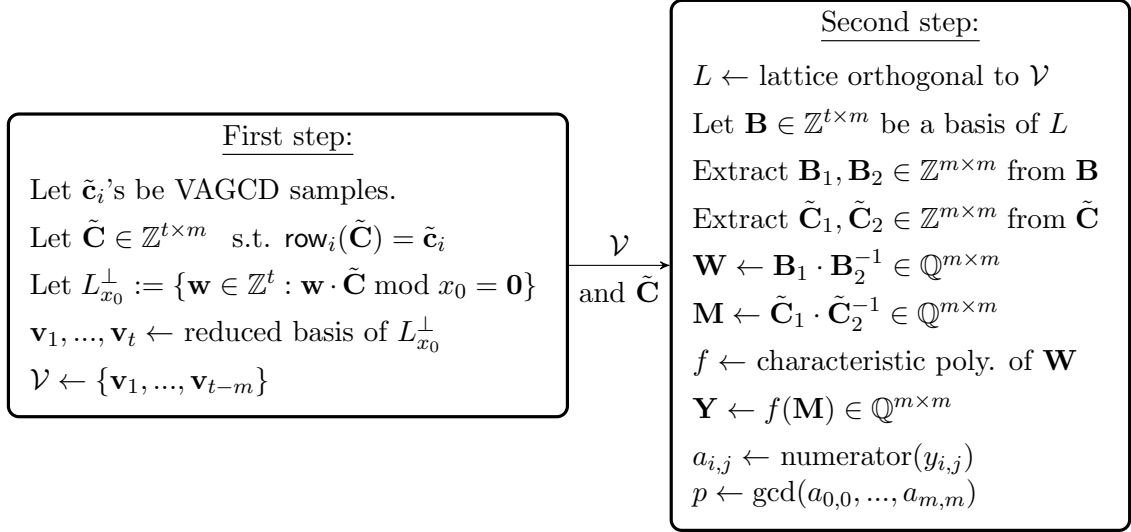 First step:
Let c̃ᵢ's be VAGCD samples.
Let C̃ ∈ ℤ^{t×m} s.t. rowᵢ(C̃) = c̃ᵢ
Let L^⊥_{x₀} := {w ∈ ℤ^t : w · C̃ mod x₀ = 0}
v₁, ..., v_t ← reduced basis of L^⊥_{x₀}
𝒱 ← {v₁, ..., v_{t−m}}
𝒱
and C̃
Second step:
L ← lattice orthogonal to 𝒱
Let B ∈ ℤ^{t×m} be a basis of L
Extract B₁, B₂ ∈ ℤ^{m×m} from B
Extract C̃₁, C̃₂ ∈ ℤ^{m×m} from C̃
W ← B₁ · B₂^{−1} ∈ ℚ^{m×m}
M ← C̃₁ · C̃₂^{−1} ∈ ℚ^{m×m}
f ← characteristic poly. of W
Y ← f(M) ∈ ℚ^{m×m}
a_{i,j} ← numerator(y_{i,j})
p ← gcd(a_{0,0}, ..., a_{m,m})